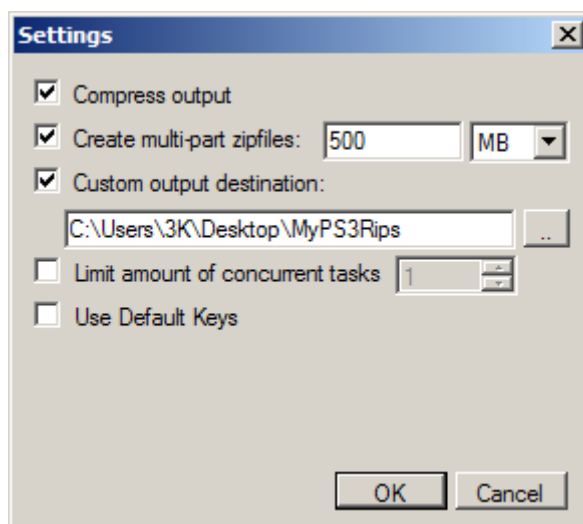 Settings
Compress output
Create multi-part zipfiles: 500 MB
Custom output destination:
C:\Users\3K\Desktop\MyPS3Rips ..
Limit amount of concurrent tasks 1
Use Default Keys
OK Cancel